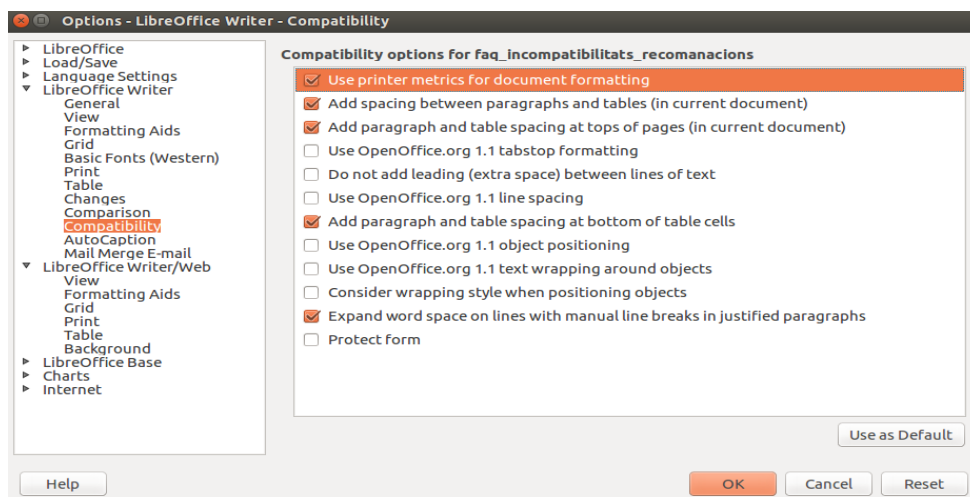 Options - LibreOffice Writer - Compatibility
LibreOffice
Load/Save
Language Settings
LibreOffice Writer
General
View
Formatting Aids
Grid
Basic Fonts (Western)
Print
Table
Changes
Comparison
Compatibility
AutoCaption
Mail Merge E-mail
LibreOffice Writer/Web
View
Formatting Aids
Grid
Print
Table
Background
LibreOffice Base
Charts
Internet
Compatibility options for faq_incompatibilitats_recomanacions
Use printer metrics for document formatting
Add spacing between paragraphs and tables (in current document)
Add paragraph and table spacing at tops of pages (in current document)
Use OpenOffice.org 1.1 tabstop formatting
Do not add leading (extra space) between lines of text
Use OpenOffice.org 1.1 line spacing
Add paragraph and table spacing at bottom of table cells
Use OpenOffice.org 1.1 object positioning
Use OpenOffice.org 1.1 text wrapping around objects
Consider wrapping style when positioning objects
Expand word space on lines with manual line breaks in justified paragraphs
Protect form
Use as Default
Help
OK
Cancel
Reset